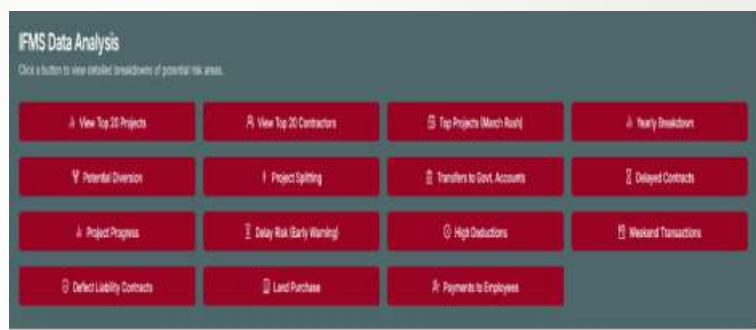 IFMS Data Analysis
Click a button to view detailed breakdowns of potential risk areas.
View Top 20 Projects
View Top 20 Contractors
Top Projects (March Rush)
Yearly Breakdown
Potential Diversion
Project Splitting
Transfers to Govt. Accounts
Delayed Contracts
Project Progress
Delay Risk (Early Warning)
High Deductions
Weekend Transactions
Defect Liability Contracts
Land Purchase
Payments to Employees